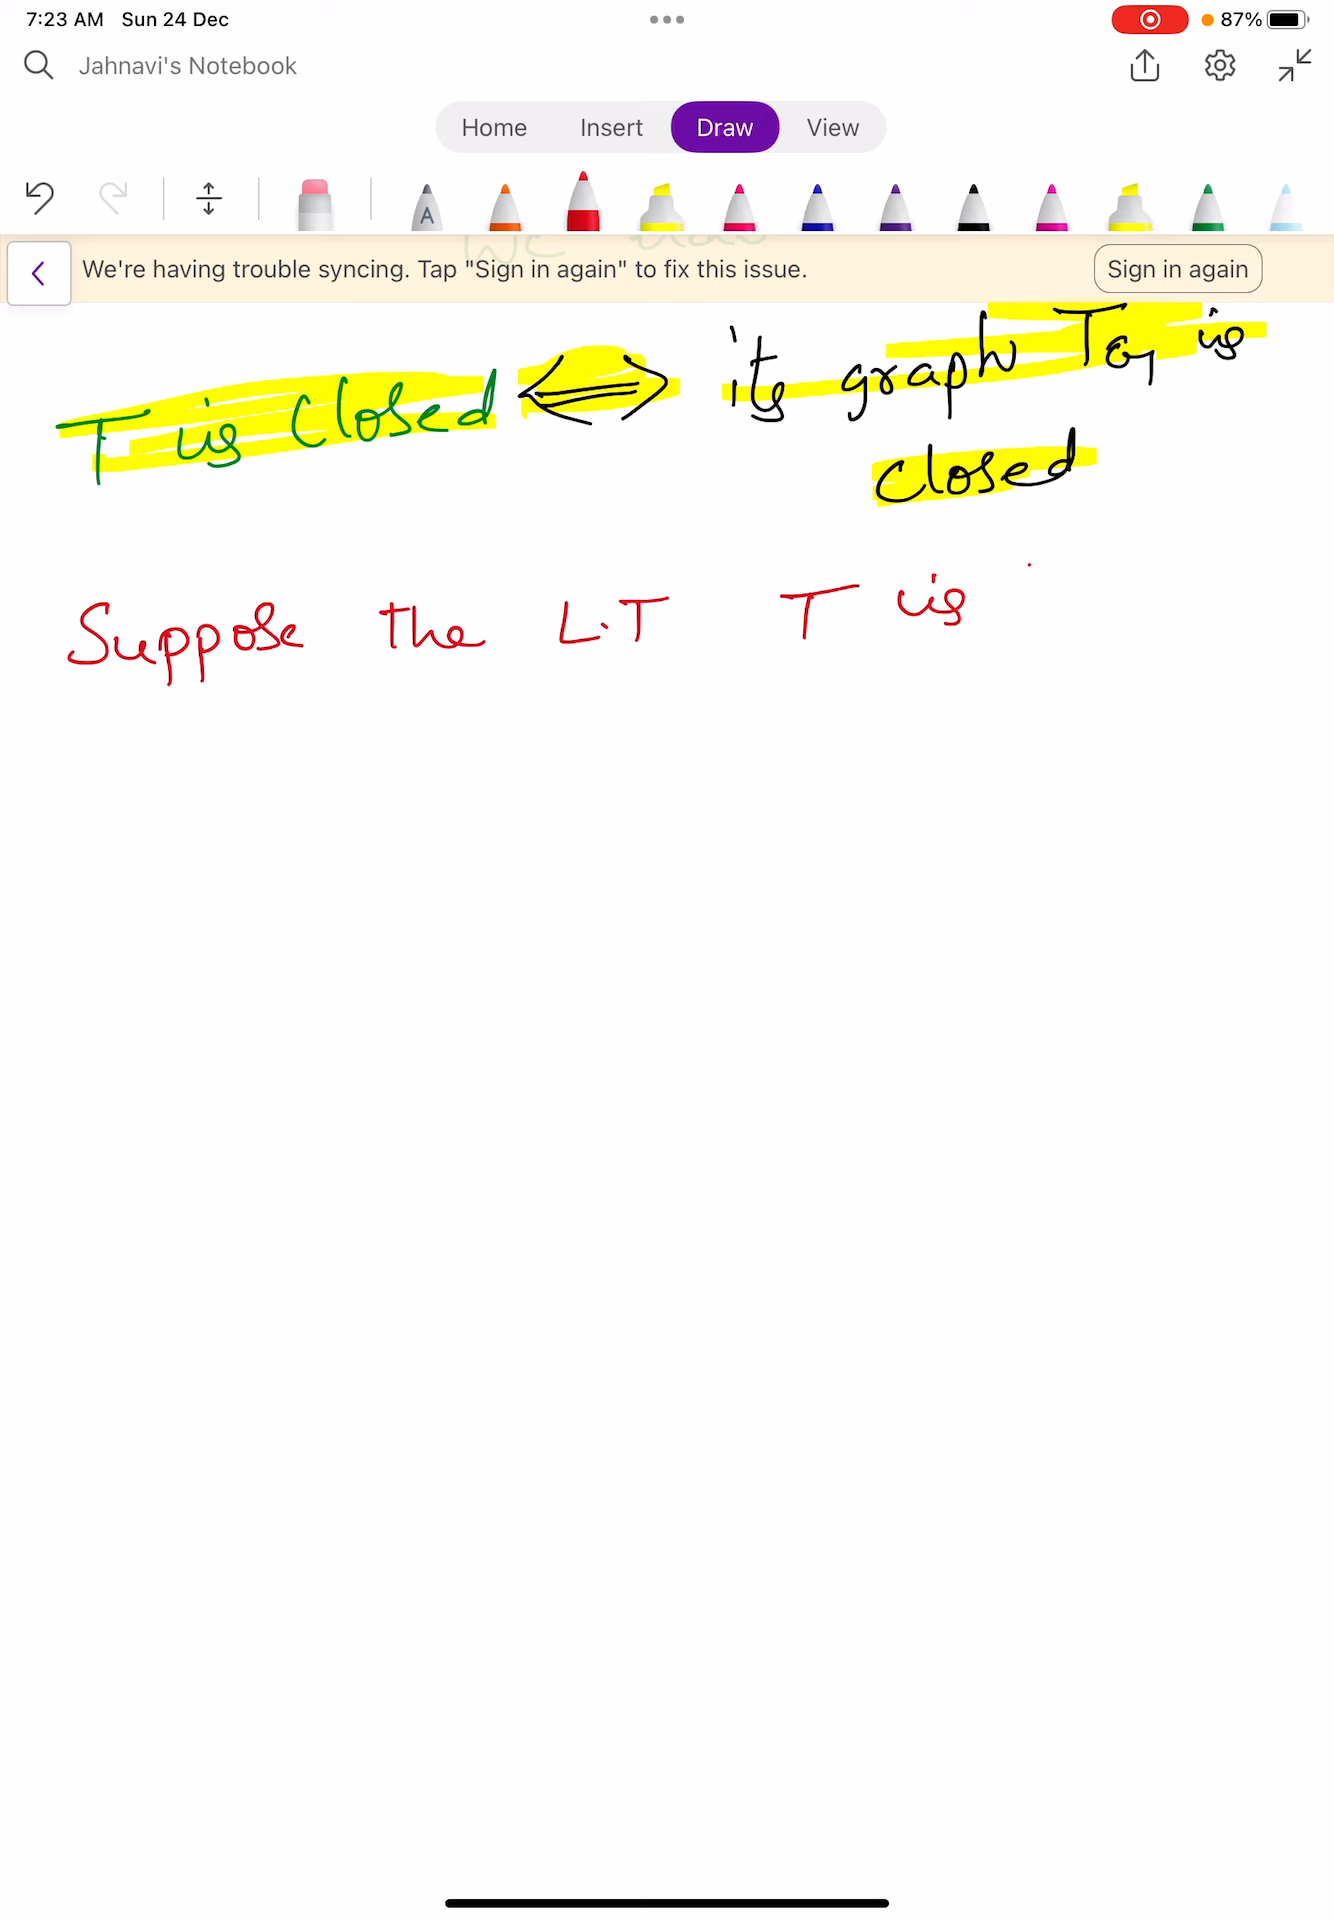 7:23 AM Sun 24 Dec
87%
Jahnavi's Notebook
Home Insert Draw View
A
We're having trouble syncing. Tap "Sign in again" to fix this issue.
Sign in again
T is Closed ⟺ its graph T_G is
closed
Suppose the L.T T is